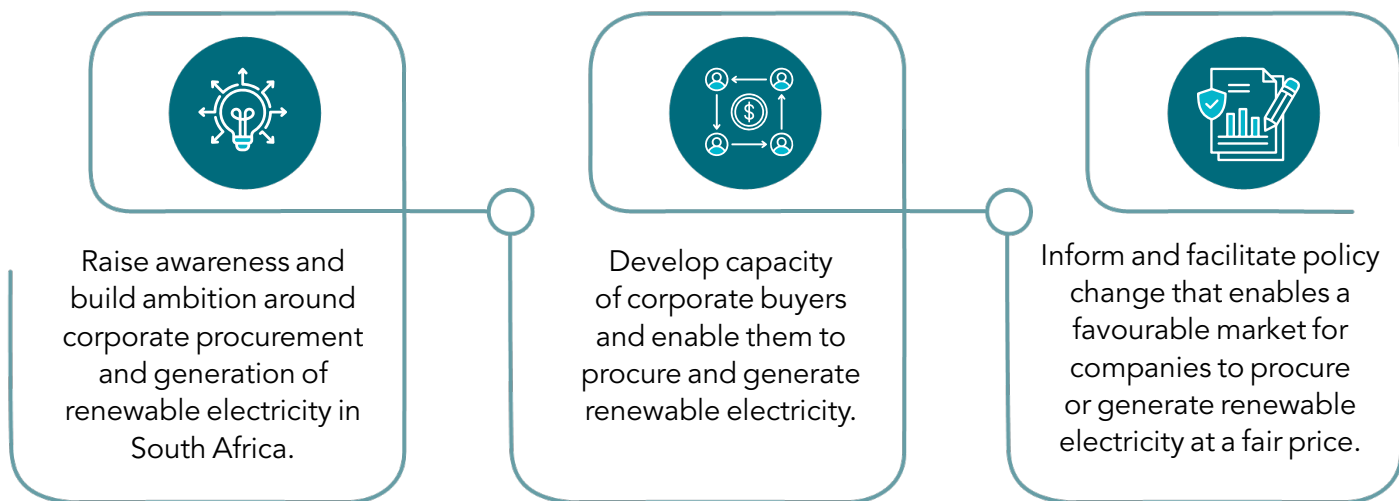 Raise awareness and
build ambition around
corporate procurement
and generation of
renewable electricity in
South Africa.
Develop capacity
of corporate buyers
and enable them to
procure and generate
renewable electricity.
Inform and facilitate policy
change that enables a
favourable market for
companies to procure
or generate renewable
electricity at a fair price.
$